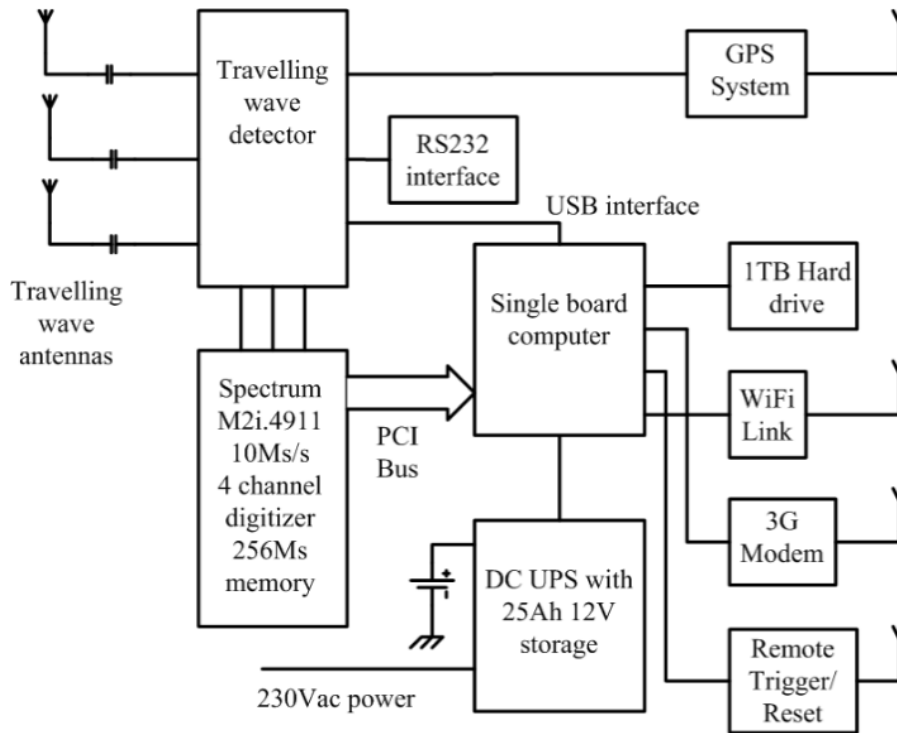 Travelling
wave
detector
GPS
System
RS232
interface
USB interface
Travelling
wave
antennas
Single board
computer
1TB Hard
drive
Spectrum
M2i.4911
10Ms/s
4 channel
digitizer
256Ms
memory
PCI
Bus
WiFi
Link
3G
Modem
DC UPS with
25Ah 12V
storage
230Vac power
Remote
Trigger/
Reset